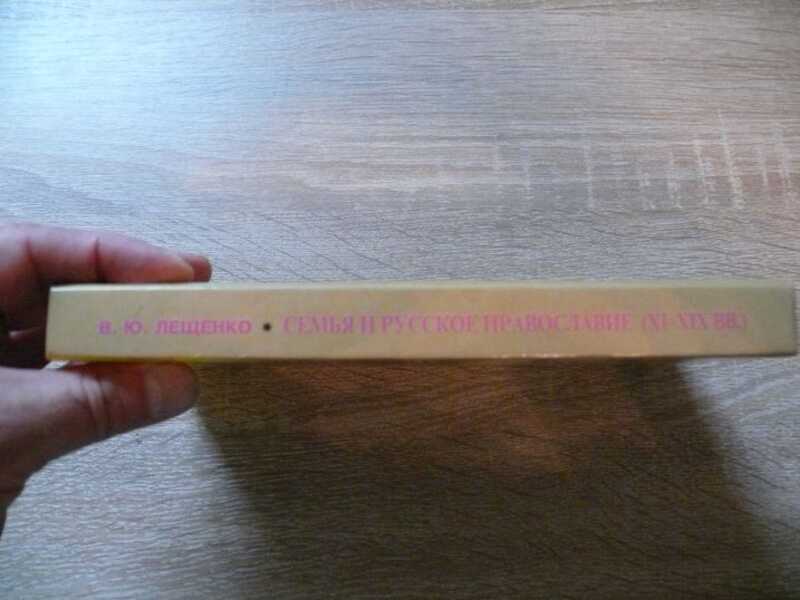 В. Ю. ЛЕЩЕНКО • СЕМЬЯ И РУССКОЕ ПРАВОСЛАВИЕ (XI-XIX ВВ.)